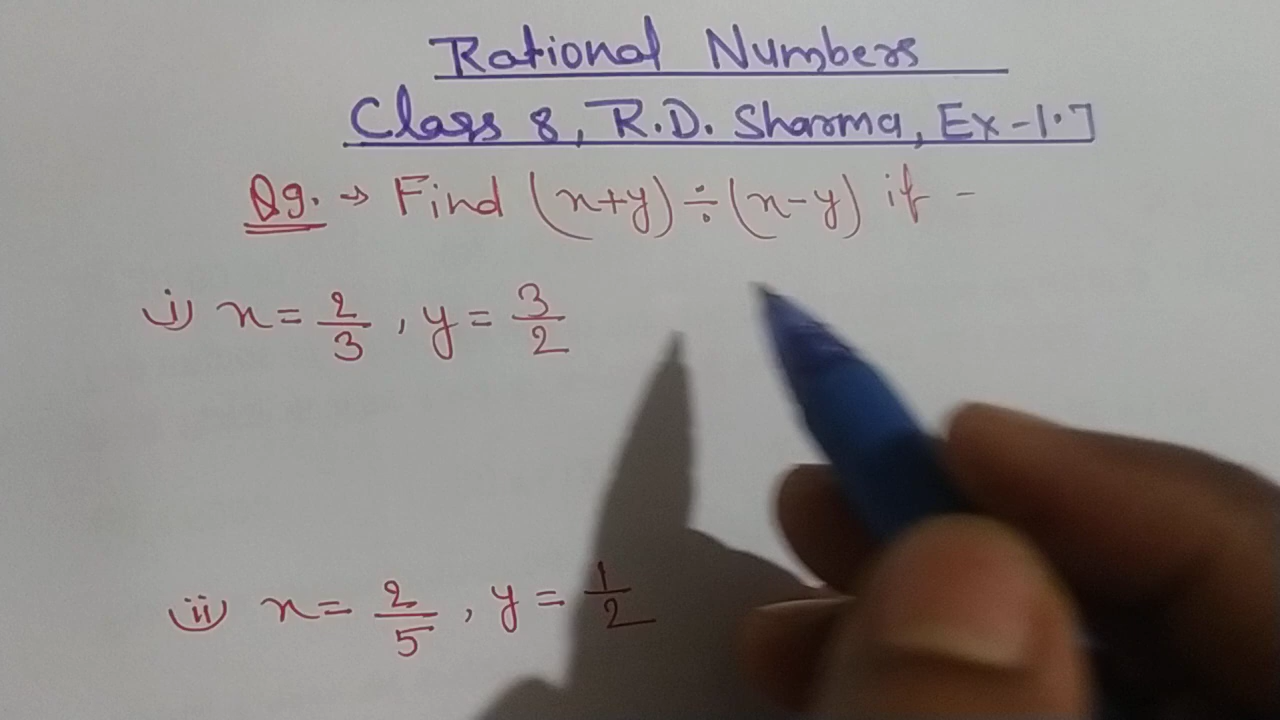 Rational Numbers
Class 8, R.D. Sharma, Ex-1.7
Q9. → Find (x+y)÷(x-y) if -
i) x = 2/3, y = 3/2
ii) x = 2/5, y = 1/2